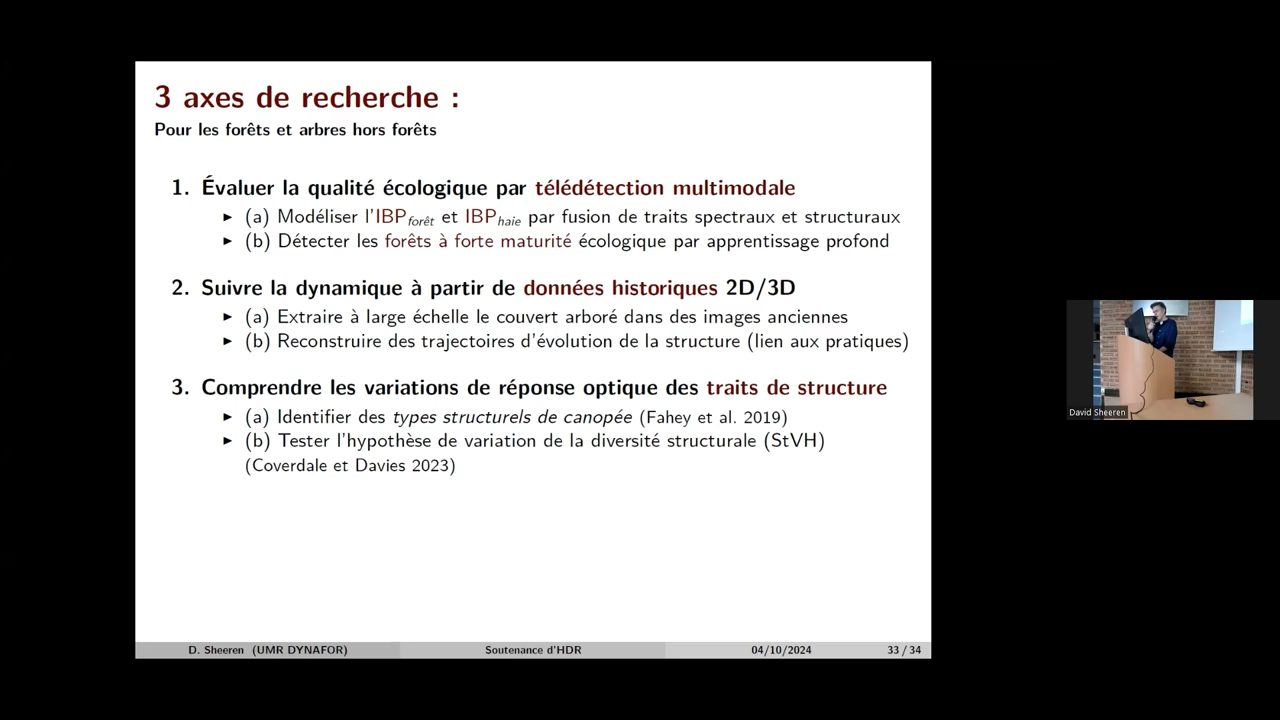 3 axes de recherche :
Pour les forêts et arbres hors forêts
1. Évaluer la qualité écologique par télédétection multimodale
► (a) Modéliser l'IBPforêt et IBPhaie par fusion de traits spectraux et structuraux
► (b) Détecter les forêts à forte maturité écologique par apprentissage profond
2. Suivre la dynamique à partir de données historiques 2D/3D
► (a) Extraire à large échelle le couvert arboré dans des images anciennes
► (b) Reconstruire des trajectoires d'évolution de la structure (lien aux pratiques)
3. Comprendre les variations de réponse optique des traits de structure
► (a) Identifier des types structurels de canopée (Fahey et al. 2019)
► (b) Tester l'hypothèse de variation de la diversité structurale (StVH)
(Coverdale et Davies 2023)
D. Sheeren (UMR DYNAFOR) Soutenance d'HDR 04/10/2024 33 / 34
David Sheeren